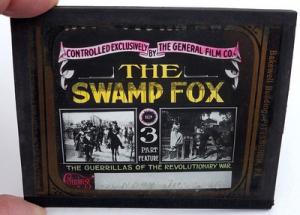 CONTROLLED EXCLUSIVELY BY THE GENERAL FILM CO.
THE
SWAMP FOX
3
PART
FEATURE
THE GUERRILLAS OF THE REVOLUTIONARY WAR